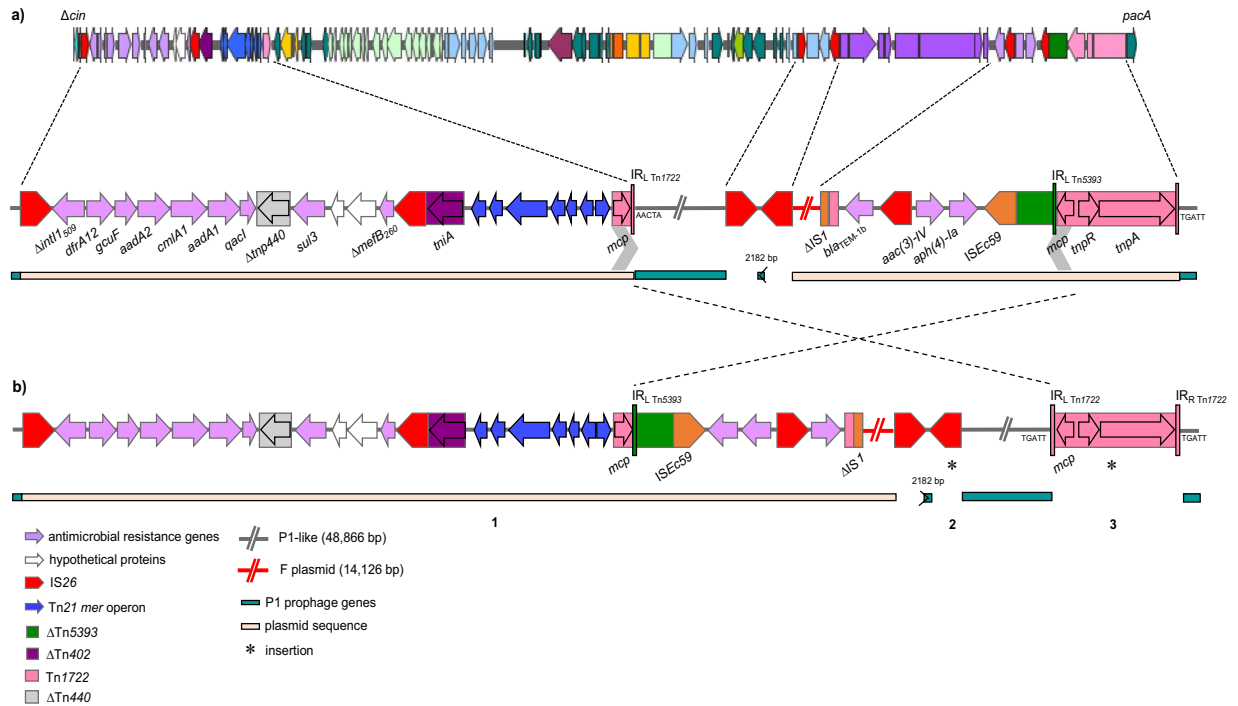 a)
Δcin
pacA
IRL Tn1722
IRL Tn5393
AACTA
TGATT
ΔintI1509
dfrA12
gcuF
aadA2
cmlA1
aadA1
qacI
Δtnp440
sul3
ΔmefB260
tniA
mcp
ΔIS1
blaTEM-1b
aac(3)-IV
aph(4)-Ia
ISEc59
mcp
tnpR
tnpA
2182 bp
b)
IRL Tn5393
IRL Tn1722
IRR Tn1722
TGATT
TGATT
mcp
ISEc59
ΔIS1
*
mcp
*
2182 bp
1
2
3
antimicrobial resistance genes
hypothetical proteins
IS26
Tn21 mer operon
ΔTn5393
ΔTn402
Tn1722
ΔTn440
P1-like (48,866 bp)
F plasmid (14,126 bp)
P1 prophage genes
plasmid sequence
* insertion